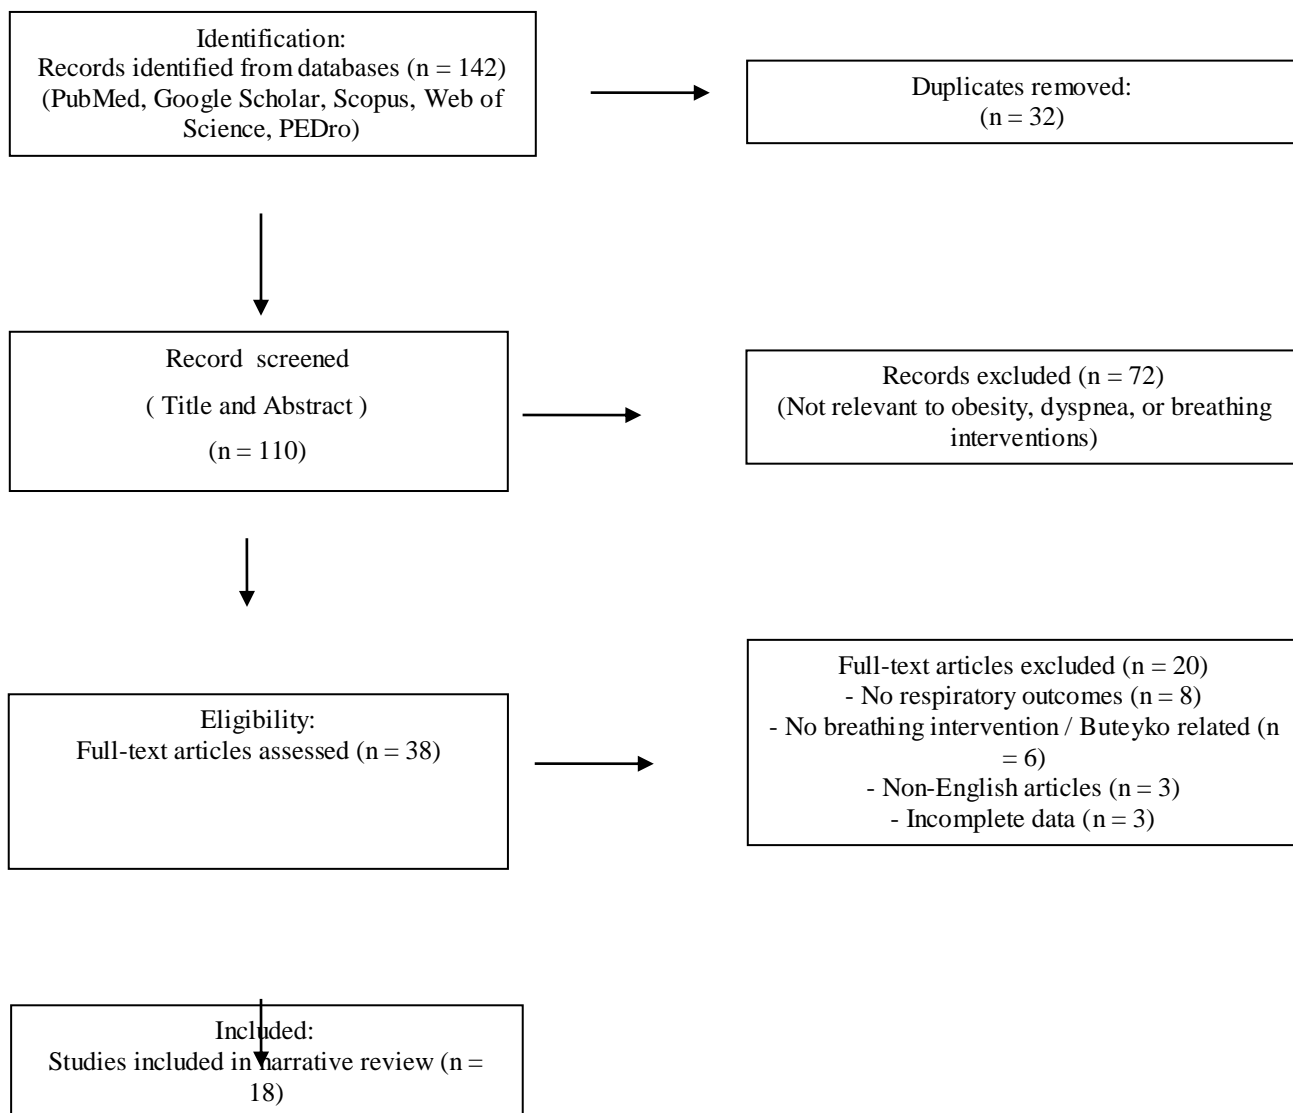 Identification:
Records identified from databases (n = 142)
(PubMed, Google Scholar, Scopus, Web of
Science, PEDro)
Duplicates removed:
(n = 32)
Record screened
( Title and Abstract )
(n = 110)
Records excluded (n = 72)
(Not relevant to obesity, dyspnea, or breathing
interventions)
Eligibility:
Full-text articles assessed (n = 38)
Full-text articles excluded (n = 20)
- No respiratory outcomes (n = 8)
- No breathing intervention / Buteyko related (n
= 6)
- Non-English articles (n = 3)
- Incomplete data (n = 3)
Included:
Studies included in narrative review (n =
18)